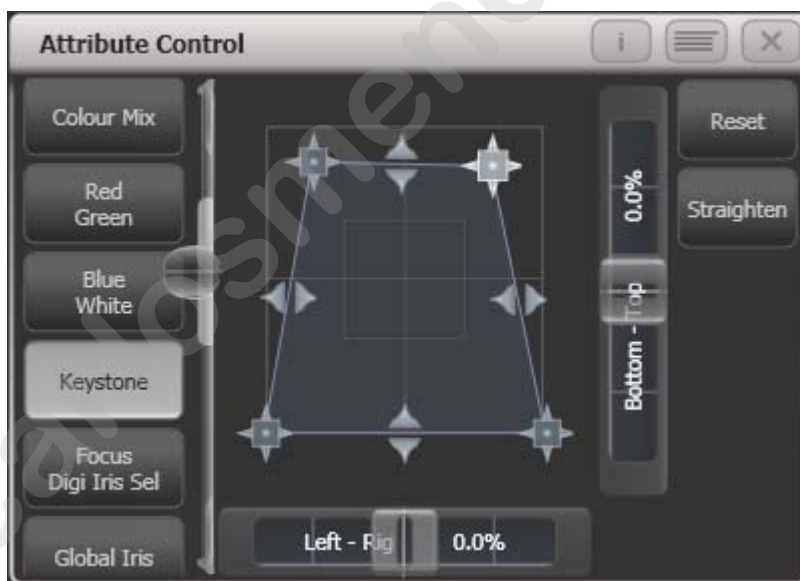 Attribute Control
i
Colour Mix
Red
Green
Blue
White
Keystone
Focus
Digi Iris Sel
Global Iris
Bottom - Top
0.0%
Left - Rig
0.0%
Reset
Straighten